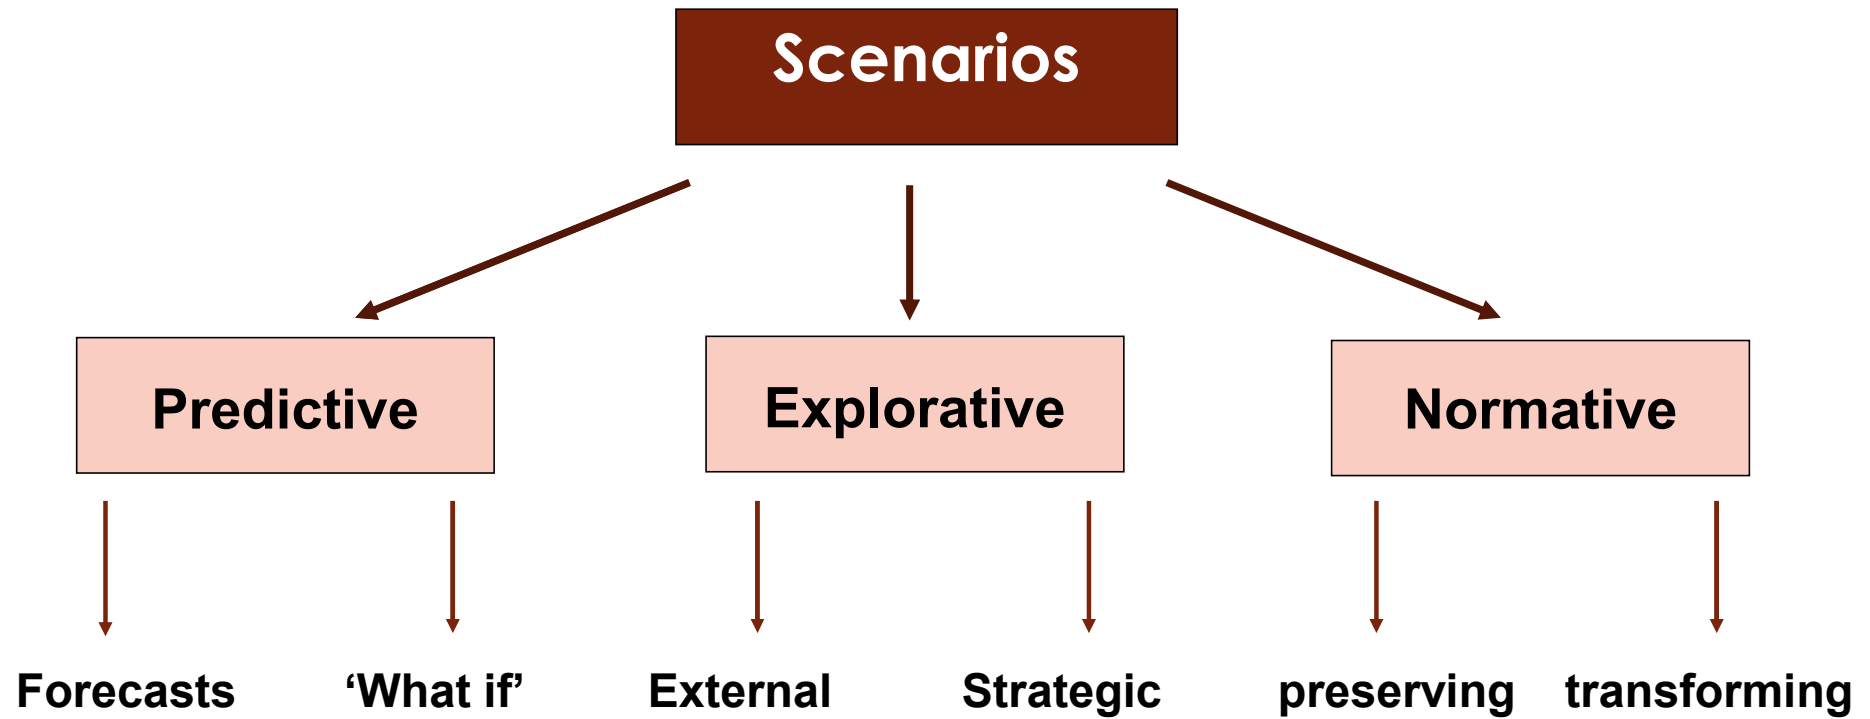 Scenarios
Predictive
Explorative
Normative
Forecasts
‘What if’
External
Strategic
preserving
transforming